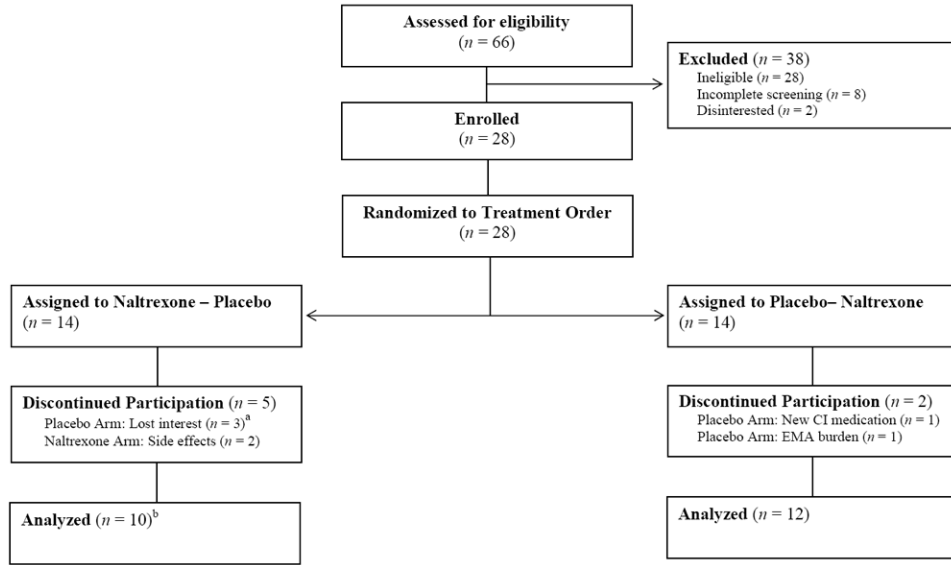 Assessed for eligibility
(n = 66)
Excluded (n = 38)
Ineligible (n = 28)
Incomplete screening (n = 8)
Disinterested (n = 2)
Enrolled
(n = 28)
Randomized to Treatment Order
(n = 28)
Assigned to Naltrexone – Placebo
(n = 14)
Assigned to Placebo– Naltrexone
(n = 14)
Discontinued Participation (n = 5)
Placebo Arm: Lost interest (n = 3)a
Naltrexone Arm: Side effects (n = 2)
Discontinued Participation (n = 2)
Placebo Arm: New CI medication (n = 1)
Placebo Arm: EMA burden (n = 1)
Analyzed (n = 10)b
Analyzed (n = 12)